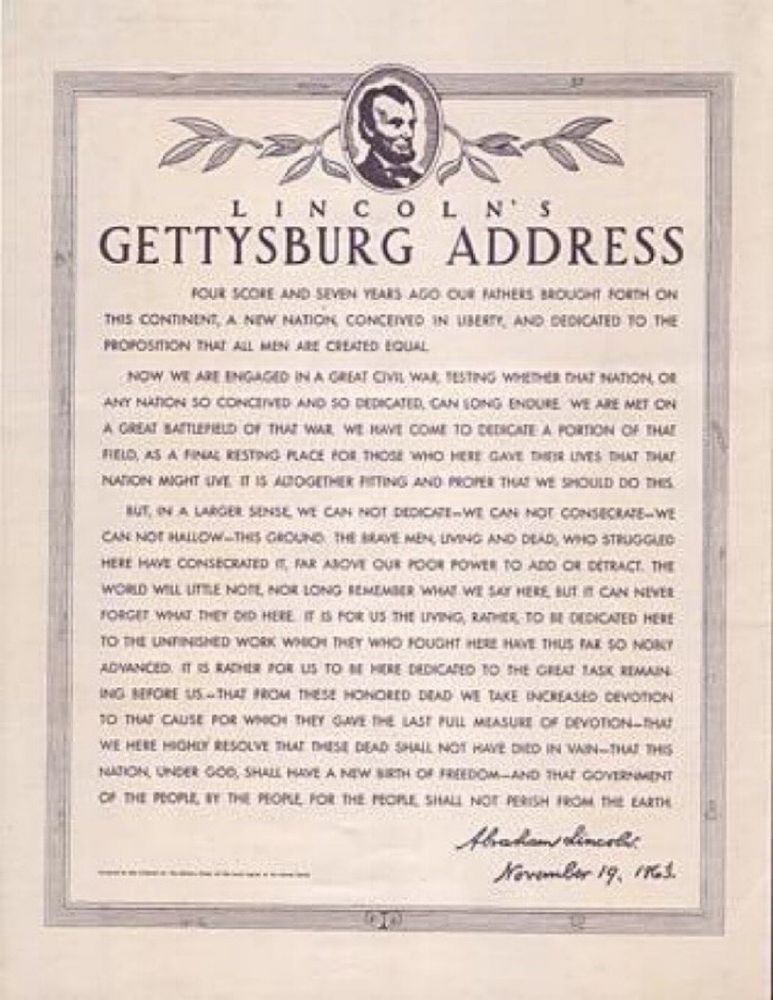 LINCOLN'S
GETTYSBURG ADDRESS
FOUR SCORE AND SEVEN YEARS AGO OUR FATHERS BROUGHT FORTH ON
THIS CONTINENT, A NEW NATION, CONCEIVED IN LIBERTY, AND DEDICATED TO THE
PROPOSITION THAT ALL MEN ARE CREATED EQUAL.
NOW WE ARE ENGAGED IN A GREAT CIVIL WAR, TESTING WHETHER THAT NATION, OR
ANY NATION SO CONCEIVED AND SO DEDICATED, CAN LONG ENDURE. WE ARE MET ON
A GREAT BATTLEFIELD OF THAT WAR. WE HAVE COME TO DEDICATE A PORTION OF THAT
FIELD, AS A FINAL RESTING PLACE FOR THOSE WHO HERE GAVE THEIR LIVES THAT THAT
NATION MIGHT LIVE. IT IS ALTOGETHER FITTING AND PROPER THAT WE SHOULD DO THIS.
BUT, IN A LARGER SENSE, WE CAN NOT DEDICATE—WE CAN NOT CONSECRATE—WE
CAN NOT HALLOW—THIS GROUND. THE BRAVE MEN, LIVING AND DEAD, WHO STRUGGLED
HERE HAVE CONSECRATED IT, FAR ABOVE OUR POOR POWER TO ADD OR DETRACT. THE
WORLD WILL LITTLE NOTE, NOR LONG REMEMBER WHAT WE SAY HERE, BUT IT CAN NEVER
FORGET WHAT THEY DID HERE. IT IS FOR US THE LIVING, RATHER, TO BE DEDICATED HERE
TO THE UNFINISHED WORK WHICH THEY WHO FOUGHT HERE HAVE THUS FAR SO NOBLY
ADVANCED. IT IS RATHER FOR US TO BE HERE DEDICATED TO THE GREAT TASK REMAIN-
ING BEFORE US—THAT FROM THESE HONORED DEAD WE TAKE INCREASED DEVOTION
TO THAT CAUSE FOR WHICH THEY GAVE THE LAST FULL MEASURE OF DEVOTION—THAT
WE HERE HIGHLY RESOLVE THAT THESE DEAD SHALL NOT HAVE DIED IN VAIN—THAT THIS
NATION, UNDER GOD, SHALL HAVE A NEW BIRTH OF FREEDOM—AND THAT GOVERNMENT
OF THE PEOPLE, BY THE PEOPLE, FOR THE PEOPLE, SHALL NOT PERISH FROM THE EARTH.
Abraham Lincoln.
November 19, 1863.